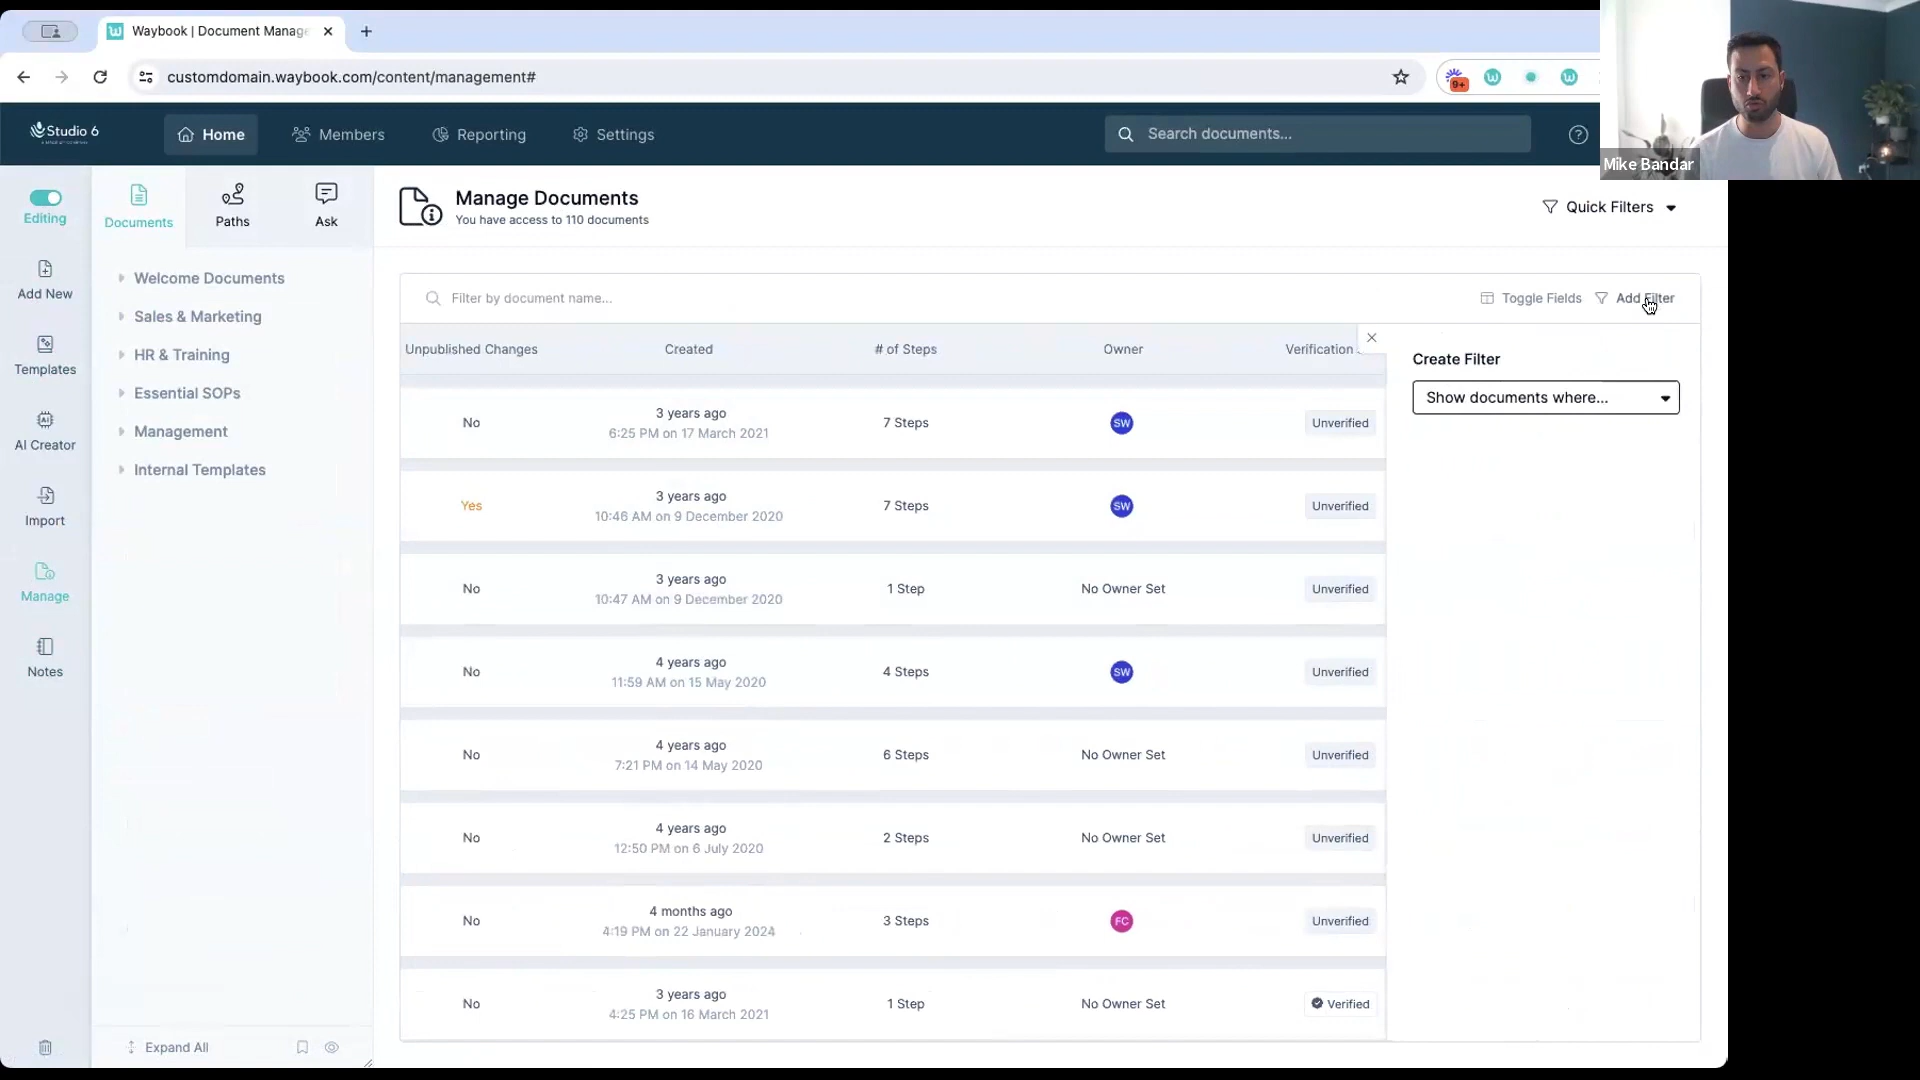 Waybook | Document Manage
customdomain.waybook.com/content/management#
9+
Studio 6
Home
Members
Reporting
Settings
Search documents...
Mike Bandar
Editing
Add New
Templates
AI Creator
Import
Manage
Notes
Documents
Paths
Ask
Welcome Documents
Sales & Marketing
HR & Training
Essential SOPs
Management
Internal Templates
Expand All
Manage Documents
You have access to 110 documents
Quick Filters
Filter by document name...
Toggle Fields
Add Filter
Unpublished Changes Created # of Steps Owner Verification
No 3 years ago 7 Steps SW Unverified
6:25 PM on 17 March 2021
Yes 3 years ago 7 Steps SW Unverified
10:46 AM on 9 December 2020
No 3 years ago 1 Step No Owner Set Unverified
10:47 AM on 9 December 2020
No 4 years ago 4 Steps SW Unverified
11:59 AM on 15 May 2020
No 4 years ago 6 Steps No Owner Set Unverified
7:21 PM on 14 May 2020
No 4 years ago 2 Steps No Owner Set Unverified
12:50 PM on 6 July 2020
No 4 months ago 3 Steps FC Unverified
4:19 PM on 22 January 2024
No 3 years ago 1 Step No Owner Set Verified
4:25 PM on 16 March 2021
Create Filter
Show documents where...